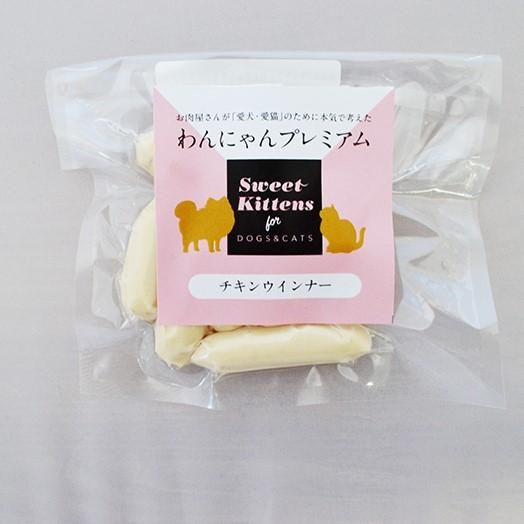 お肉屋さんが「愛犬・愛猫」のために本気で考えた
わんにゃんプレミアム
Sweet
Kittens
for
DOGS&CATS
チキンウインナー